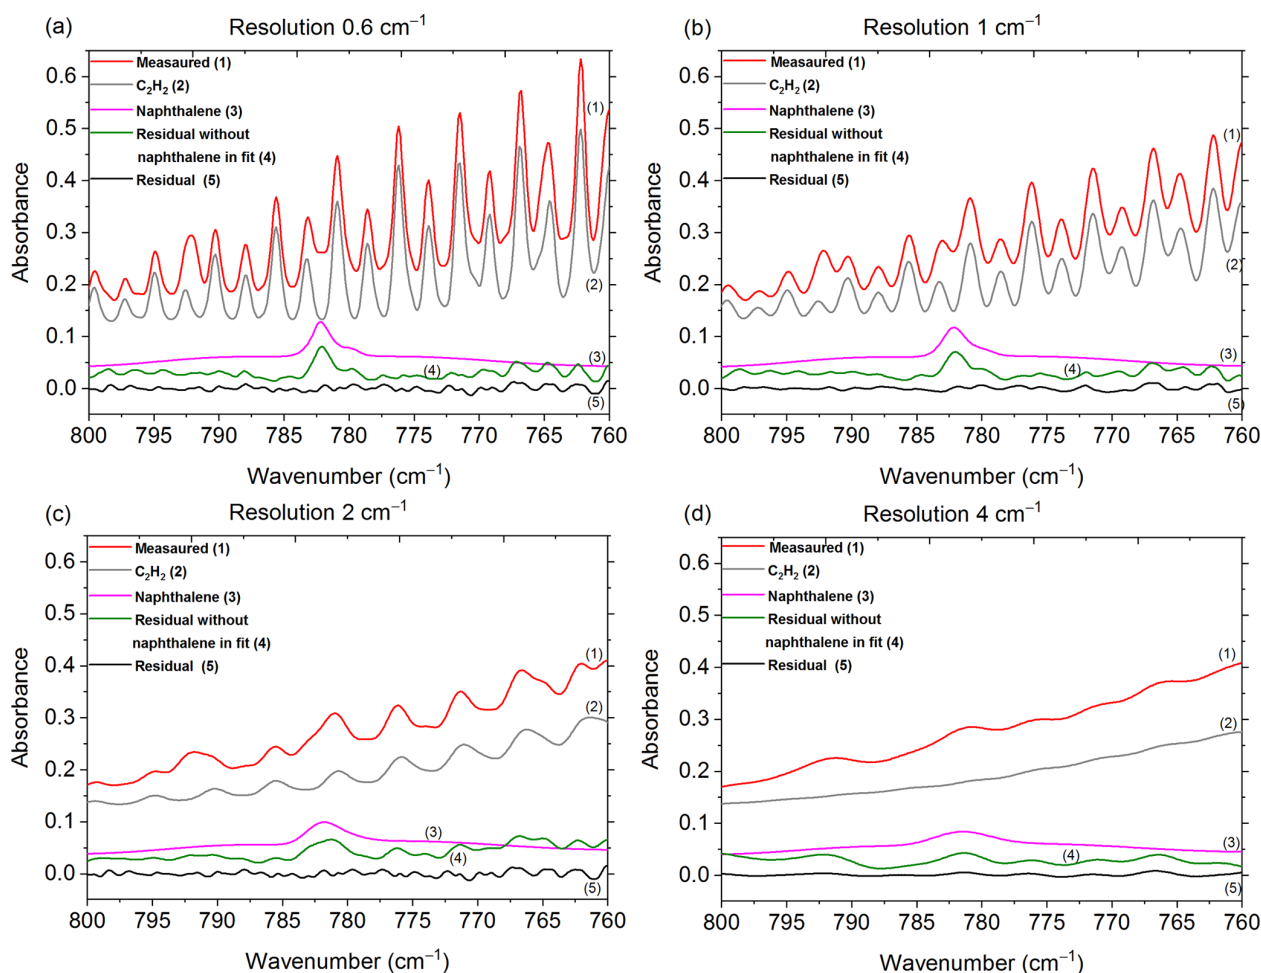 (a)
Resolution 0.6 cm⁻¹
Measaured (1)
C₂H₂ (2)
Naphthalene (3)
Residual without
naphthalene in fit (4)
Residual (5)
(1)
(2)
(3)
(4)
(5)
0.6
0.5
0.4
0.3
0.2
0.1
0.0
Absorbance
800 795 790 785 780 775 770 765 760
Wavenumber (cm⁻¹)
(b)
Resolution 1 cm⁻¹
Measaured (1)
C₂H₂ (2)
Naphthalene (3)
Residual without
naphthalene in fit (4)
Residual (5)
(1)
(2)
(3)
(4)
(5)
0.6
0.5
0.4
0.3
0.2
0.1
0.0
Absorbance
800 795 790 785 780 775 770 765 760
Wavenumber (cm⁻¹)
(c)
Resolution 2 cm⁻¹
Measaured (1)
C₂H₂ (2)
Naphthalene (3)
Residual without
naphthalene in fit (4)
Residual (5)
(1)
(2)
(3)
(4)
(5)
0.6
0.5
0.4
0.3
0.2
0.1
0.0
Absorbance
800 795 790 785 780 775 770 765 760
Wavenumber (cm⁻¹)
(d)
Resolution 4 cm⁻¹
Measaured (1)
C₂H₂ (2)
Naphthalene (3)
Residual without
naphthalene in fit (4)
Residual (5)
(1)
(2)
(3)
(4)
(5)
0.6
0.5
0.4
0.3
0.2
0.1
0.0
Absorbance
800 795 790 785 780 775 770 765 760
Wavenumber (cm⁻¹)